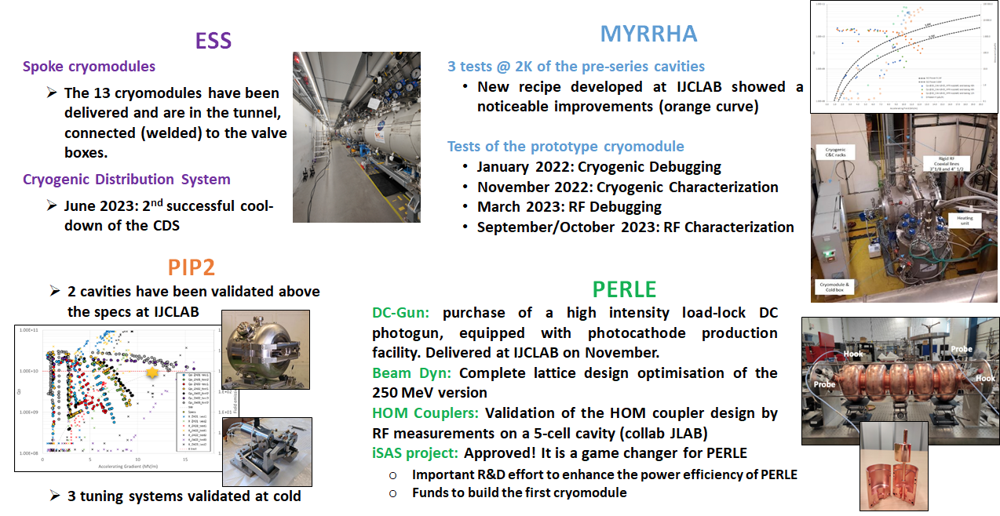 ESS
Spoke cryomodules
➢ The 13 cryomodules have been
delivered and are in the tunnel,
connected (welded) to the valve
boxes.
Cryogenic Distribution System
➢ June 2023: 2nd successful cool-
down of the CDS
PIP2
➢ 2 cavities have been validated above
the specs at IJCLAB
1.00E+11
1.00E+10
Qo
1.00E+09
1.00E+08
0
5
10
15
Accelerating Gradient (MV/m)
1.E+02
1.E+01
➢ 3 tuning systems validated at cold
MYRRHA
3 tests @ 2K of the pre-series cavities
• New recipe developed at IJCLAB showed a
noticeable improvements (orange curve)
Tests of the prototype cryomodule
• January 2022: Cryogenic Debugging
• November 2022: Cryogenic Characterization
• March 2023: RF Debugging
• September/October 2023: RF Characterization
Cryogenic
C&C racks
Rigid RF
Coaxial lines
3"1/8 and 4" 1/2
Heating
unit
Cryomodule &
Cold box
PERLE
DC-Gun: purchase of a high intensity load-lock DC
photogun, equipped with photocathode production
facility. Delivered at IJCLAB on November.
Beam Dyn: Complete lattice design optimisation of the
250 MeV version
HOM Couplers: Validation of the HOM coupler design by
RF measurements on a 5-cell cavity (collab JLAB)
iSAS project: Approved! It is a game changer for PERLE
o Important R&D effort to enhance the power efficiency of PERLE
o Funds to build the first cryomodule
Hook
Probe
Probe
Hook